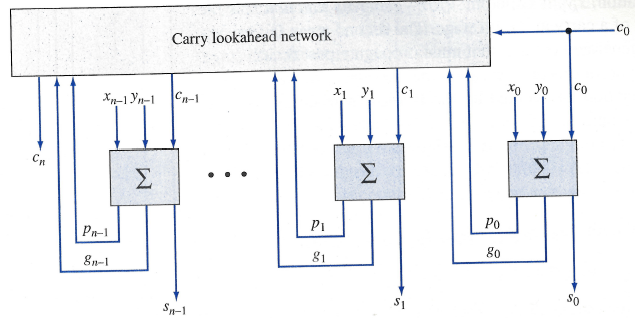 Carry lookahead network
c0
xn−1 yn−1 cn−1
x1 y1 c1
x0 y0 c0
cn
Σ
• • •
Σ
Σ
pn−1
p1
p0
gn−1
g1
g0
sn−1
s1
s0